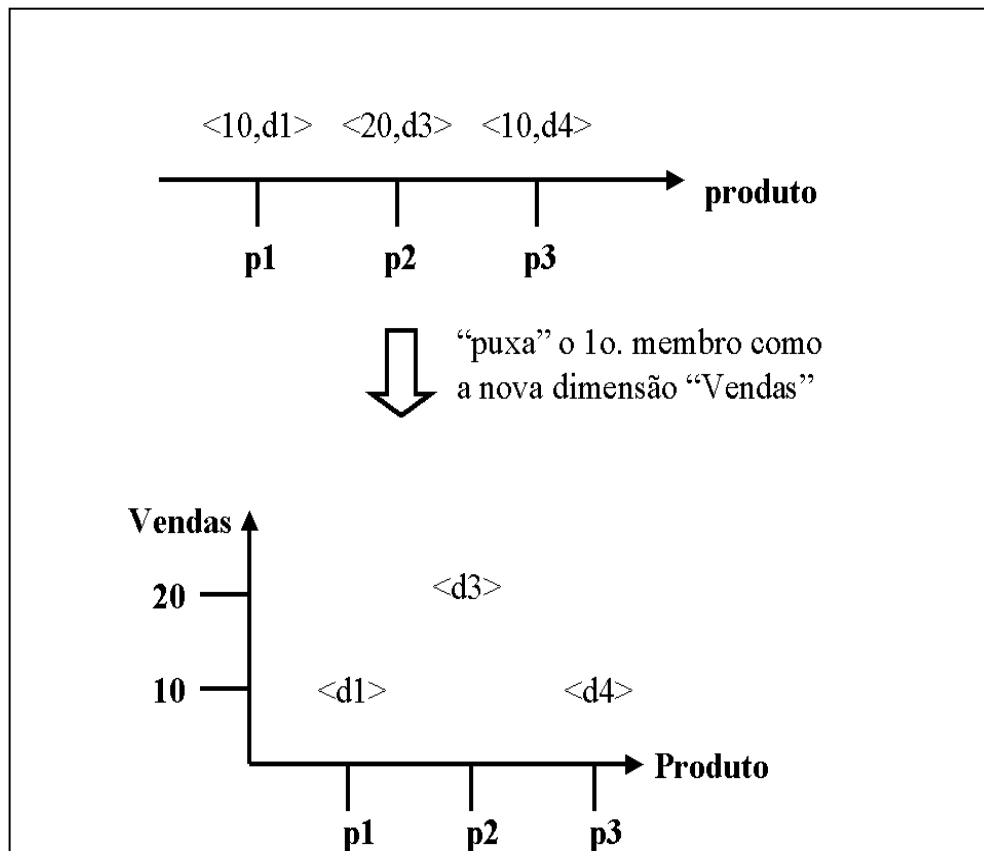 <10,d1> <20,d3> <10,d4>
produto
p1 p2 p3
“puxa” o 1o. membro como
a nova dimensão “Vendas”
Vendas
20 <d3>
10 <d1> <d4>
Produto
p1 p2 p3